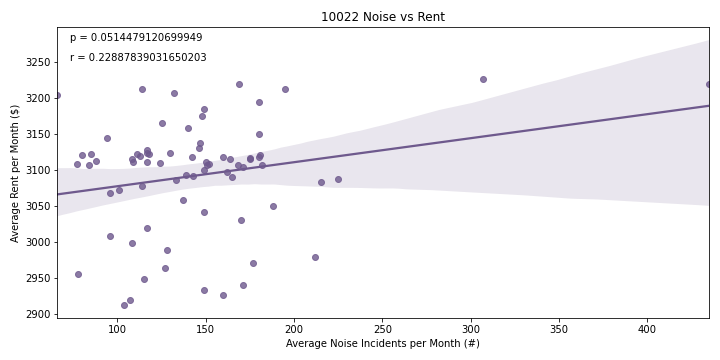 10022 Noise vs Rent
p = 0.0514479120699949
r = 0.22887839031650203
3250
3200
3150
3100
3050
3000
2950
2900
Average Rent per Month ($)
100 150 200 250 300 350 400
Average Noise Incidents per Month (#)